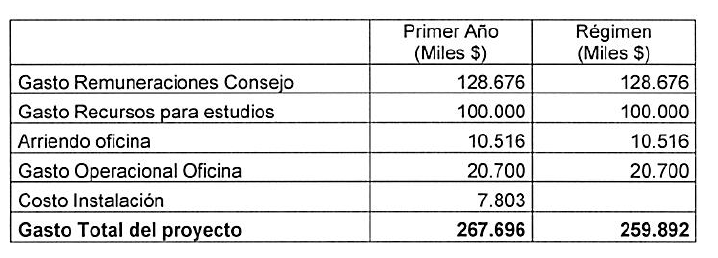 Primer Año Régimen
(Miles $) (Miles $)
Gasto Remuneraciones Consejo 128.676 128.676
Gasto Recursos para estudios 100.000 100.000
Arriendo oficina 10.516 10.516
Gasto Operacional Oficina 20.700 20.700
Costo Instalación 7.803
Gasto Total del proyecto 267.696 259.892